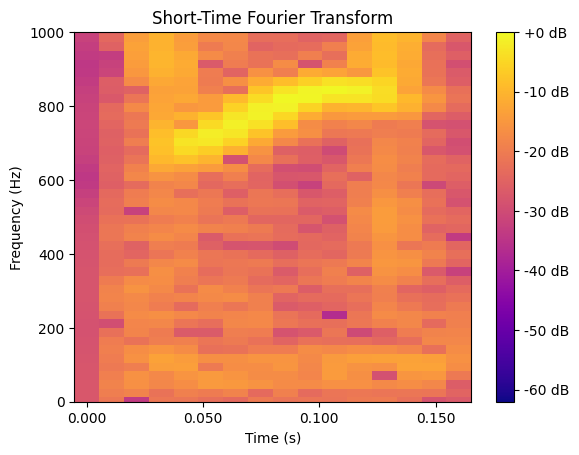 Short-Time Fourier Transform
1000
800
600
400
200
0
Frequency (Hz)
0.000
0.050
0.100
0.150
Time (s)
+0 dB
-10 dB
-20 dB
-30 dB
-40 dB
-50 dB
-60 dB